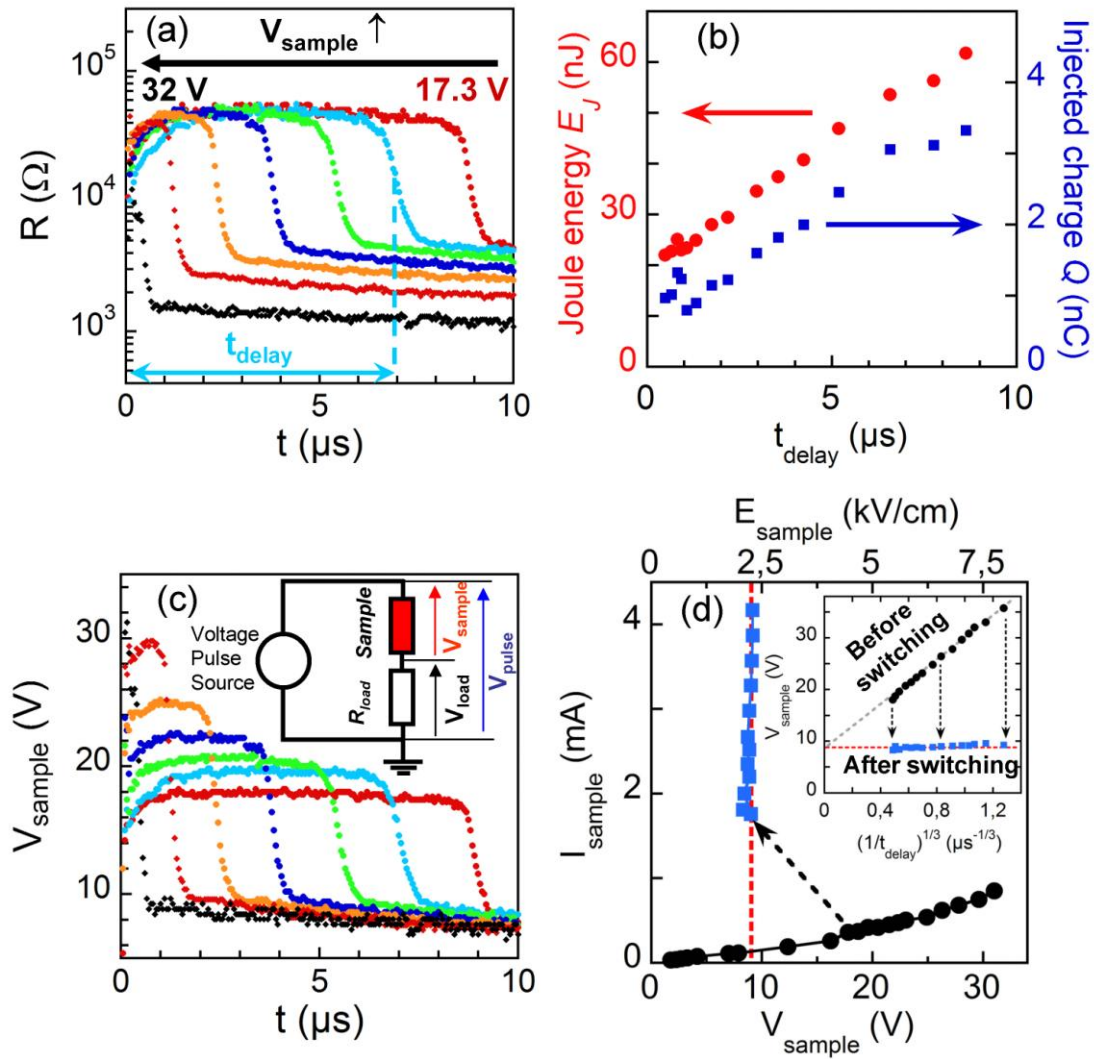 (a)
V_sample ↑
32 V
17.3 V
10^5
10^4
10^3
R (Ω)
t_delay
0
5
10
t (µs)
(b)
60
30
0
Joule energy E_J (nJ)
4
2
0
Injected charge Q (nC)
0
5
10
t_delay (µs)
(c)
Voltage
Pulse
Source
Sample
R_load
V_sample
V_load
V_pulse
30
20
10
V_sample (V)
0
5
10
t (µs)
E_sample (kV/cm)
0
2,5
5
7,5
(d)
4
2
0
I_sample (mA)
0
10
20
30
V_sample (V)
Before
switching
After switching
40
30
20
10
0
V_sample (V)
0
0,4
0,8
1,2
(1/t_delay)^1/3 (µs^-1/3)